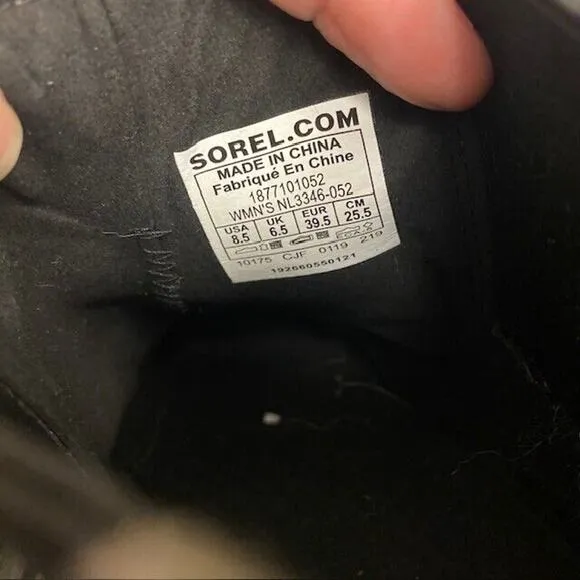 SOREL.COM
MADE IN CHINA
Fabriqué En Chine
1877101052
WMN'S NL3346-052
USA UK EUR CM
8.5 6.5 39.5 25.5
10175 CJF 0119 219
192660550121